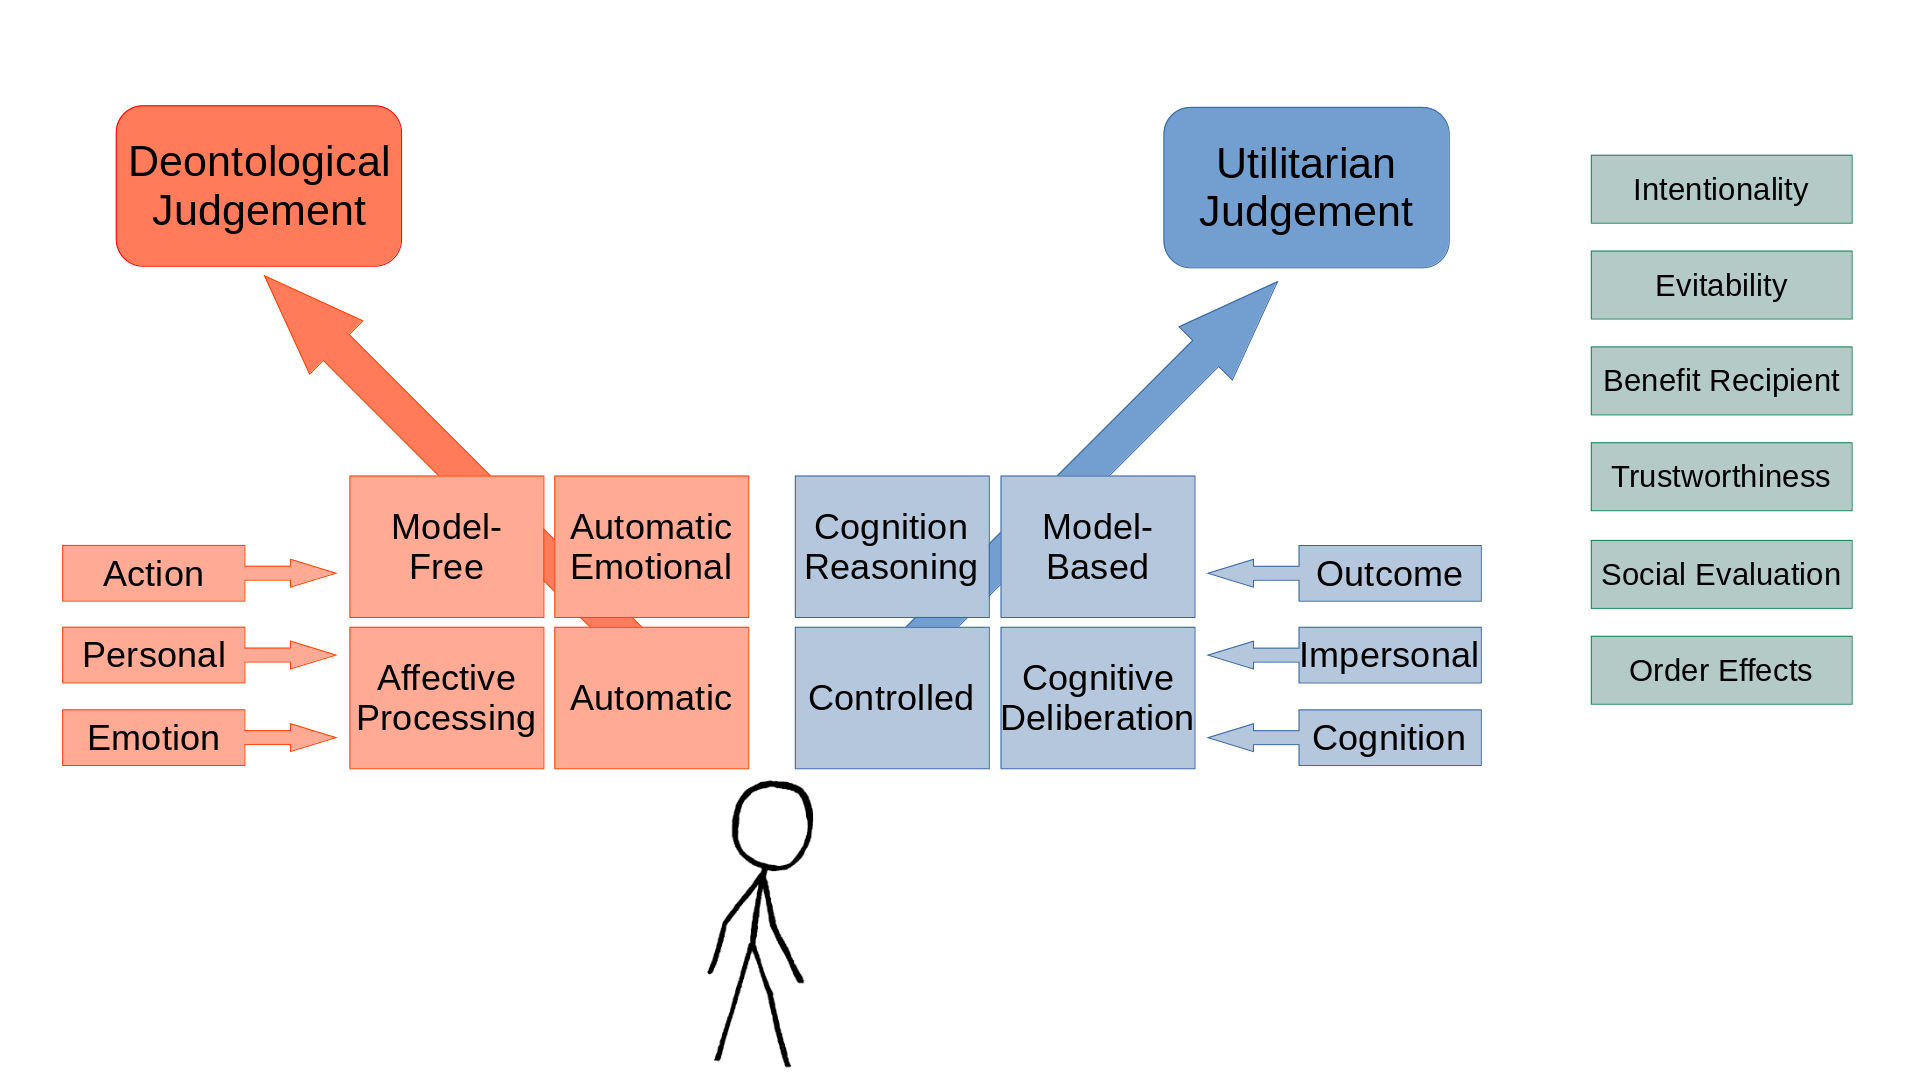 Deontological
Judgement
Utilitarian
Judgement
Model-
Free
Automatic
Emotional
Affective
Processing
Automatic
Action
Personal
Emotion
Cognition
Reasoning
Model-
Based
Controlled
Cognitive
Deliberation
Outcome
Impersonal
Cognition
Intentionality
Evitability
Benefit Recipient
Trustworthiness
Social Evaluation
Order Effects